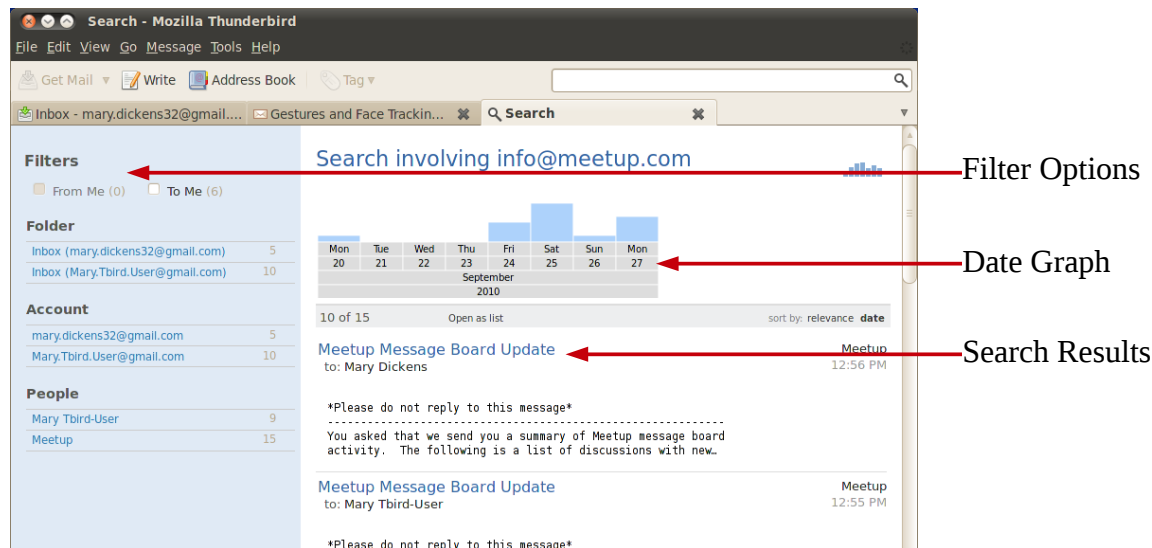 Search - Mozilla Thunderbird
File Edit View Go Message Tools Help
Get Mail Write Address Book Tag
Inbox - mary.dickens32@gmail.... Gestures and Face Trackin... Search
Filters
From Me (0) To Me (6)
Folder
Inbox (mary.dickens32@gmail.com) 5
Inbox (Mary.Tbird.User@gmail.com) 10
Account
mary.dickens32@gmail.com 5
Mary.Tbird.User@gmail.com 10
People
Mary Tbird-User 9
Meetup 15
Search involving info@meetup.com
Mon Tue Wed Thu Fri Sat Sun Mon
20 21 22 23 24 25 26 27
September
2010
10 of 15 Open as list sort by: relevance date
Meetup Message Board Update Meetup
to: Mary Dickens 12:56 PM
*Please do not reply to this message*
-------------------------------------------------------
You asked that we send you a summary of Meetup message board
activity.  The following is a list of discussions with new…
Meetup Message Board Update Meetup
to: Mary Tbird-User 12:55 PM
*Please do not reply to this message*
Filter Options
Date Graph
Search Results